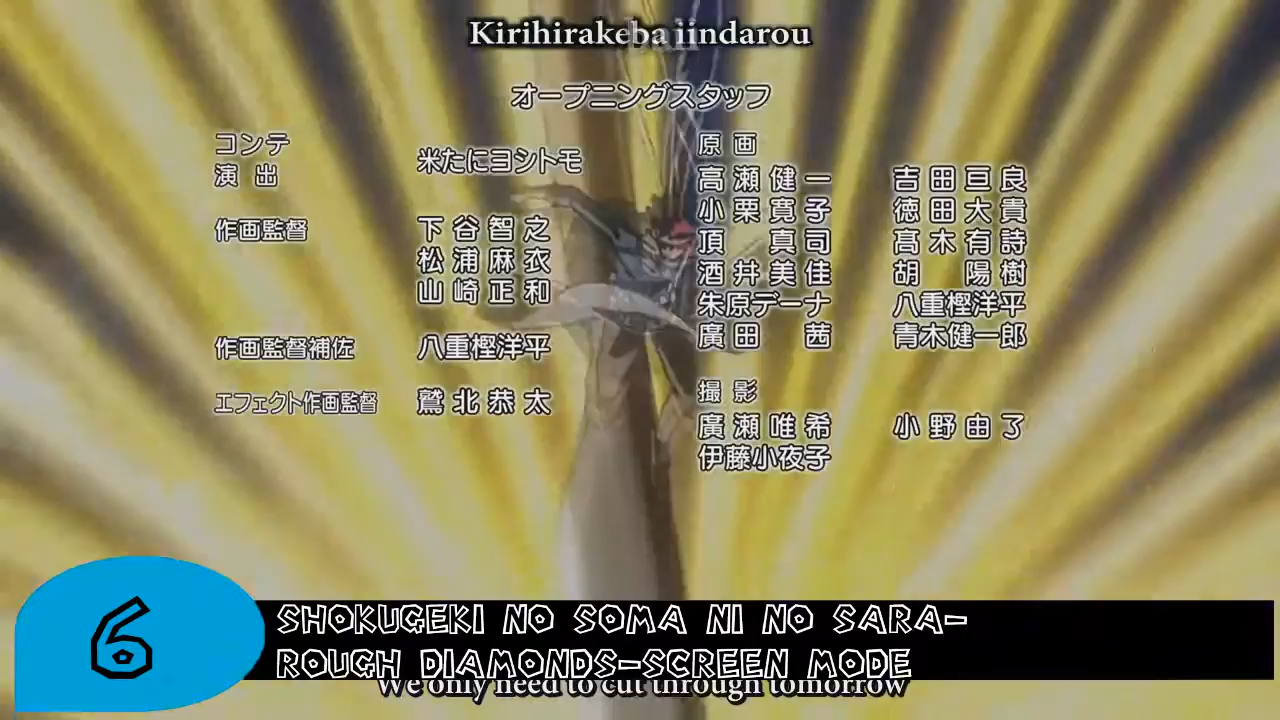 Kirihirakeba iindarou
オープニングスタッフ
コンテ
演出
米たにヨシトモ
作画監督
下谷智之
松浦麻衣
山崎正和
作画監督補佐
八重樫洋平
エフェクト作画監督
鷲北恭太
原画
高瀬健一
吉田亘良
小栗寛子
徳田大貴
頂真司
高木有詩
酒井美佳
胡陽樹
朱原デーナ
八重樫洋平
廣田茜
青木健一郎
撮影
廣瀬唯希
小野由了
伊藤小夜子
6
SHOKUGEKI NO SOMA NI NO SARA-
ROUGH DIAMONDS-SCREEN MODE
We only need to cut through tomorrow